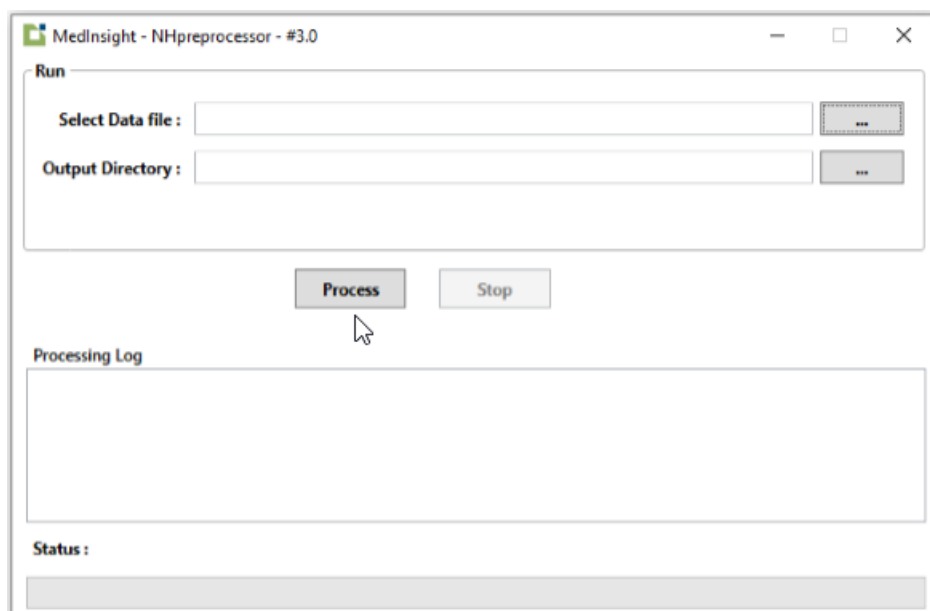 MedInsight - NHpreprocessor - #3.0
Run
Select Data file :
...
Output Directory :
...
Process
Stop
Processing Log
Status :